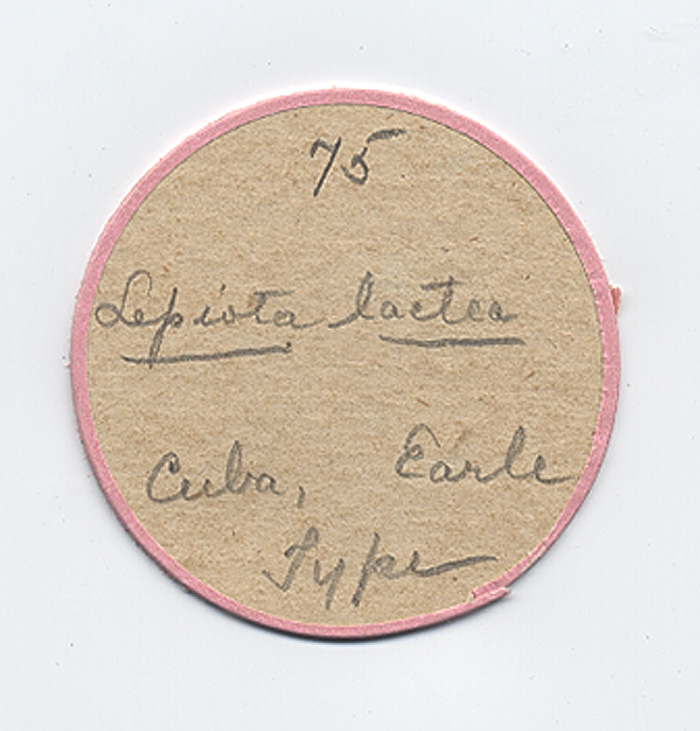 75
Lepiota lactea
Cuba, Earle
Type